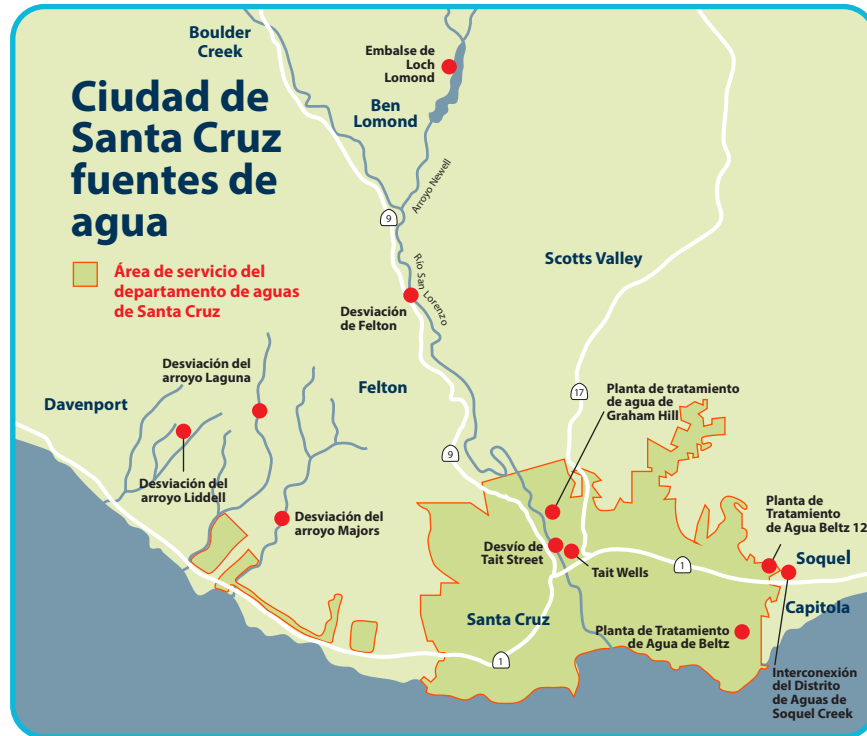 Ciudad de
Santa Cruz
fuentes de
agua
Área de servicio del
departamento de aguas
de Santa Cruz
Boulder
Creek
Embalse de
Loch
Lomond
Ben
Lomond
Arroyo Newell
9
Río San Lorenzo
Scotts Valley
Desviación
de Felton
Desviación del
arroyo Laguna
Felton
Davenport
17
Planta de tratamiento
de agua de
Graham Hill
9
Desviación del
arroyo Liddell
Desviación del
arroyo Majors
Planta de
Tratamiento
de Agua Beltz 12
Desvío de
Tait Street
Tait Wells
1
Soquel
Capitola
Santa Cruz
Planta de Tratamiento
de Agua de Beltz
1
Interconexión
del Distrito
de Aguas de
Soquel Creek